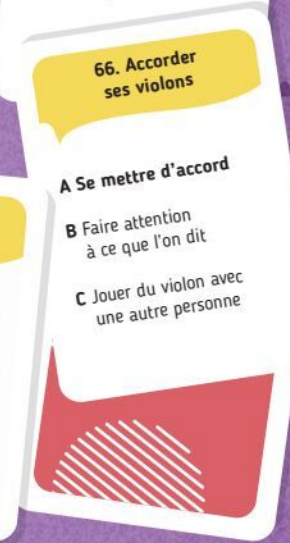 66. Accorder
ses violons
A Se mettre d'accord
B Faire attention
à ce que l'on dit
C Jouer du violon avec
une autre personne